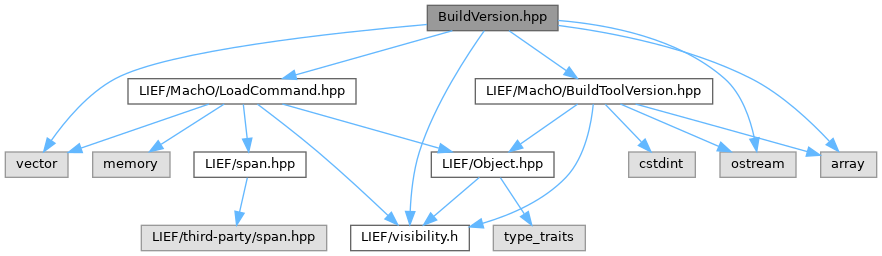 BuildVersion.hpp
LIEF/MachO/LoadCommand.hpp
LIEF/MachO/BuildToolVersion.hpp
vector
memory
LIEF/span.hpp
LIEF/Object.hpp
cstdint
ostream
array
LIEF/third-party/span.hpp
LIEF/visibility.h
type_traits